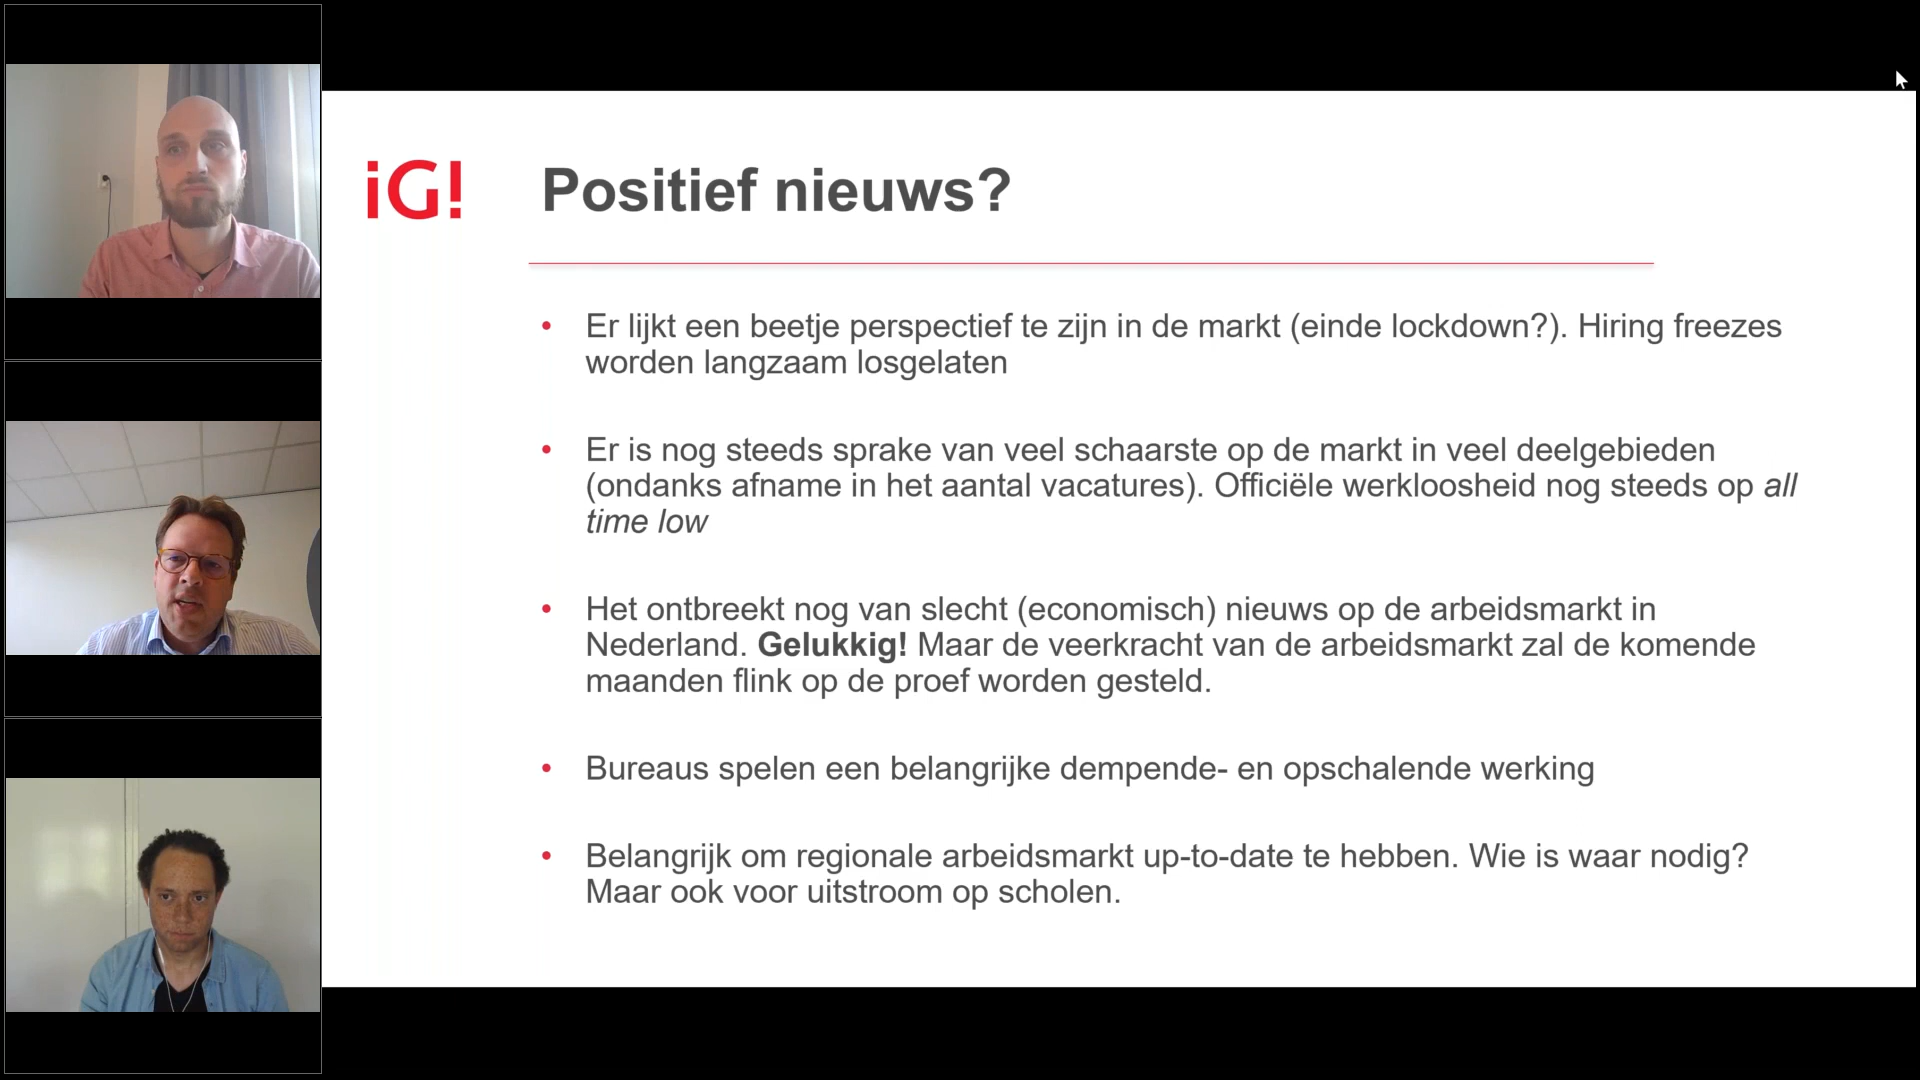 iG!
Positief nieuws?
• Er lijkt een beetje perspectief te zijn in de markt (einde lockdown?). Hiring freezes
worden langzaam losgelaten
• Er is nog steeds sprake van veel schaarste op de markt in veel deelgebieden
(ondanks afname in het aantal vacatures). Officiële werkloosheid nog steeds op all
time low
• Het ontbreekt nog van slecht (economisch) nieuws op de arbeidsmarkt in
Nederland. Gelukkig! Maar de veerkracht van de arbeidsmarkt zal de komende
maanden flink op de proef worden gesteld.
• Bureaus spelen een belangrijke dempende- en opschalende werking
• Belangrijk om regionale arbeidsmarkt up-to-date te hebben. Wie is waar nodig?
Maar ook voor uitstroom op scholen.